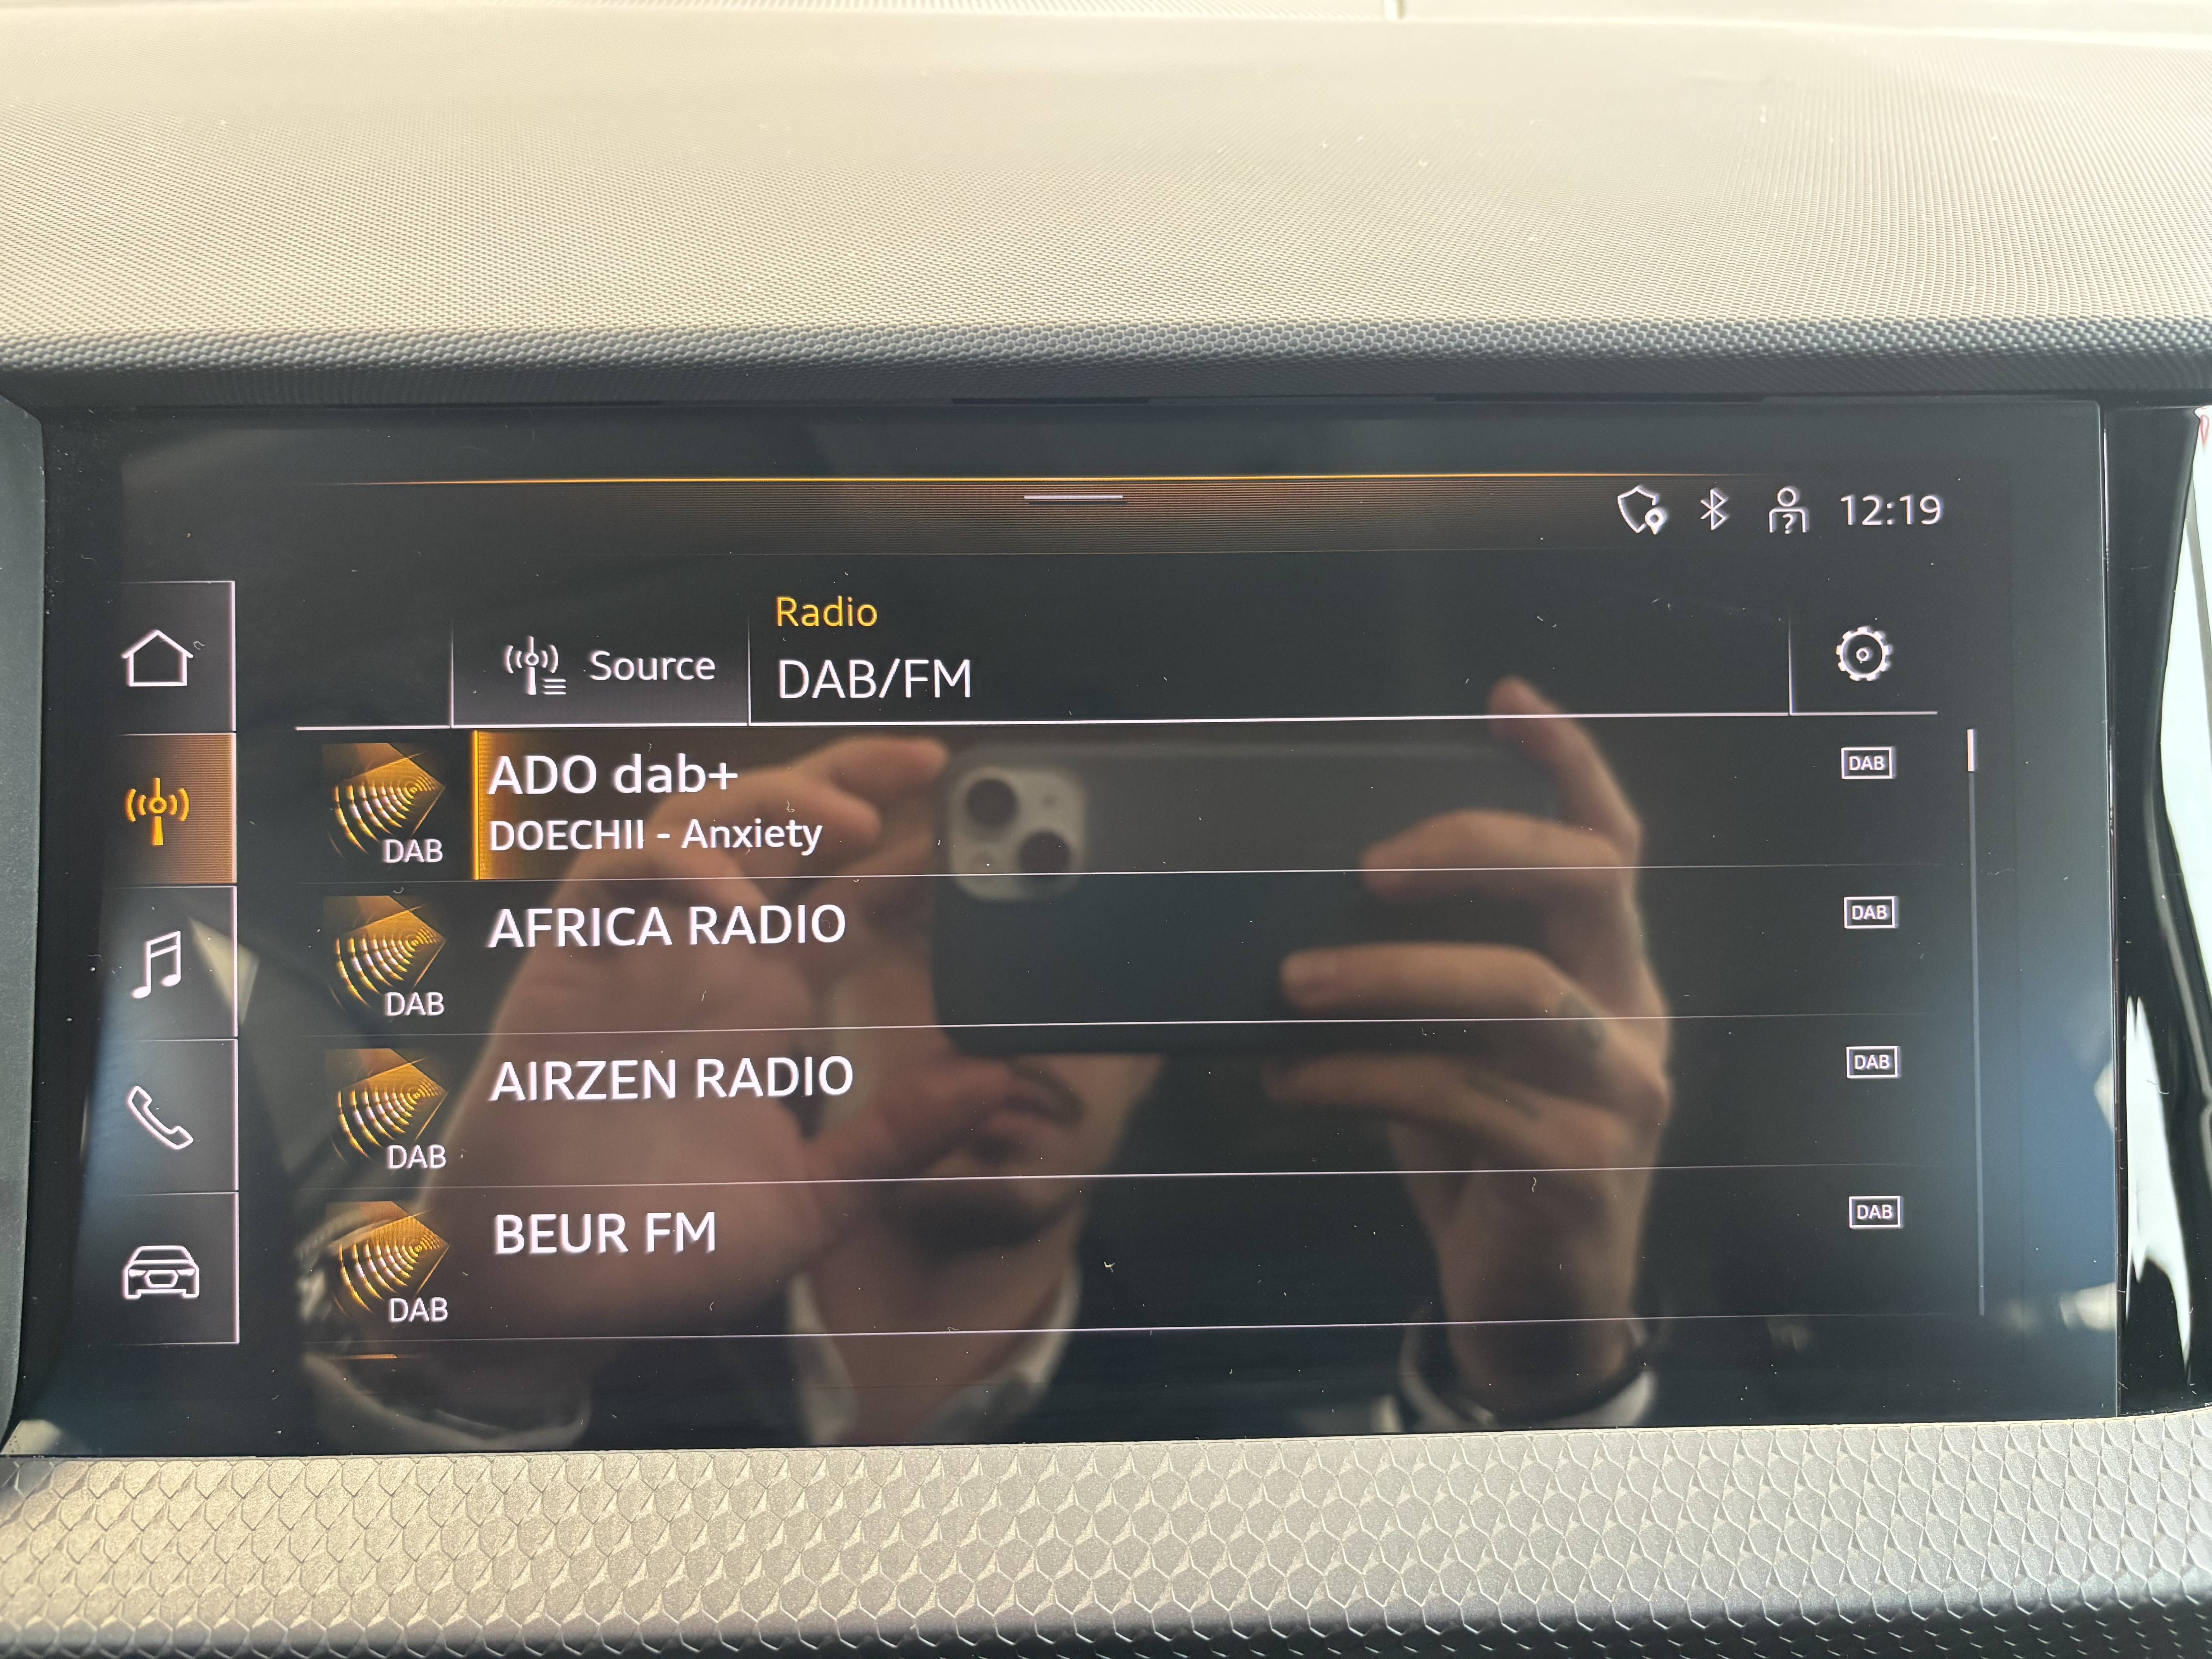 12:19
Source
Radio
DAB/FM
DAB
ADO dab+
DOECHII - Anxiety
DAB
DAB
AFRICA RADIO
DAB
DAB
AIRZEN RADIO
DAB
DAB
BEUR FM
DAB